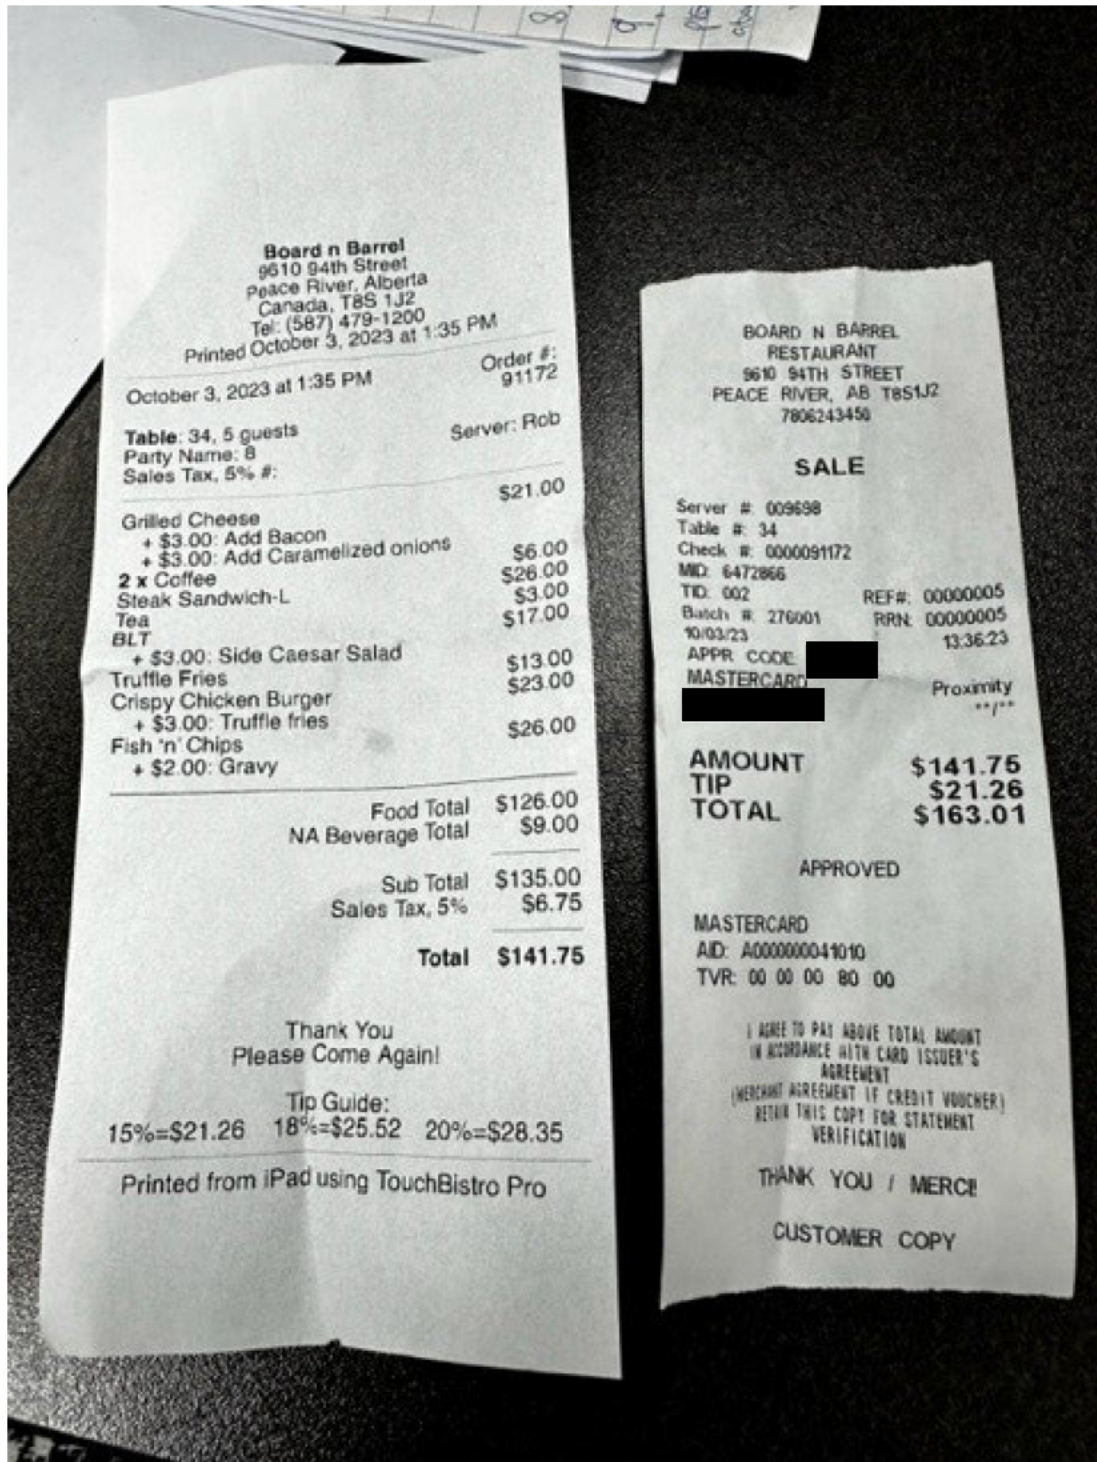 8
9
Board n Barrel
9610 94th Street
Peace River, Alberta
Canada, T8S 1J2
Tel: (587) 479-1200
Printed October 3, 2023 at 1:35 PM
October 3, 2023 at 1:35 PM Order #:
91172
Table: 34, 5 guests Server: Rob
Party Name: 8
Sales Tax, 5% #:
Grilled Cheese $21.00
+ $3.00: Add Bacon
+ $3.00: Add Caramelized onions
2 x Coffee $6.00
Steak Sandwich-L $26.00
Tea $3.00
BLT $17.00
+ $3.00: Side Caesar Salad
Truffle Fries $13.00
Crispy Chicken Burger $23.00
+ $3.00: Truffle fries
Fish 'n' Chips $26.00
+ $2.00: Gravy
Food Total $126.00
NA Beverage Total $9.00
Sub Total $135.00
Sales Tax, 5% $6.75
Total $141.75
Thank You
Please Come Again!
Tip Guide:
15%=$21.26 18%=$25.52 20%=$28.35
Printed from iPad using TouchBistro Pro
BOARD N BARREL
RESTAURANT
9610 94TH STREET
PEACE RIVER, AB T8S1J2
7806243450
SALE
Server #: 009698
Table #: 34
Check #: 0000091172
MID: 6472866
TID: 002 REF#: 00000005
Batch #: 276001 RRN: 00000005
10/03/23 13:36:23
APPR CODE:
MASTERCARD Proximity
**/**
AMOUNT $141.75
TIP $21.26
TOTAL $163.01
APPROVED
MASTERCARD
AID: A0000000041010
TVR: 00 00 00 80 00
I AGREE TO PAY ABOVE TOTAL AMOUNT
IN ACCORDANCE WITH CARD ISSUER'S
AGREEMENT
(MERCHANT AGREEMENT IF CREDIT VOUCHER)
RETAIN THIS COPY FOR STATEMENT
VERIFICATION
THANK YOU / MERCI!
CUSTOMER COPY